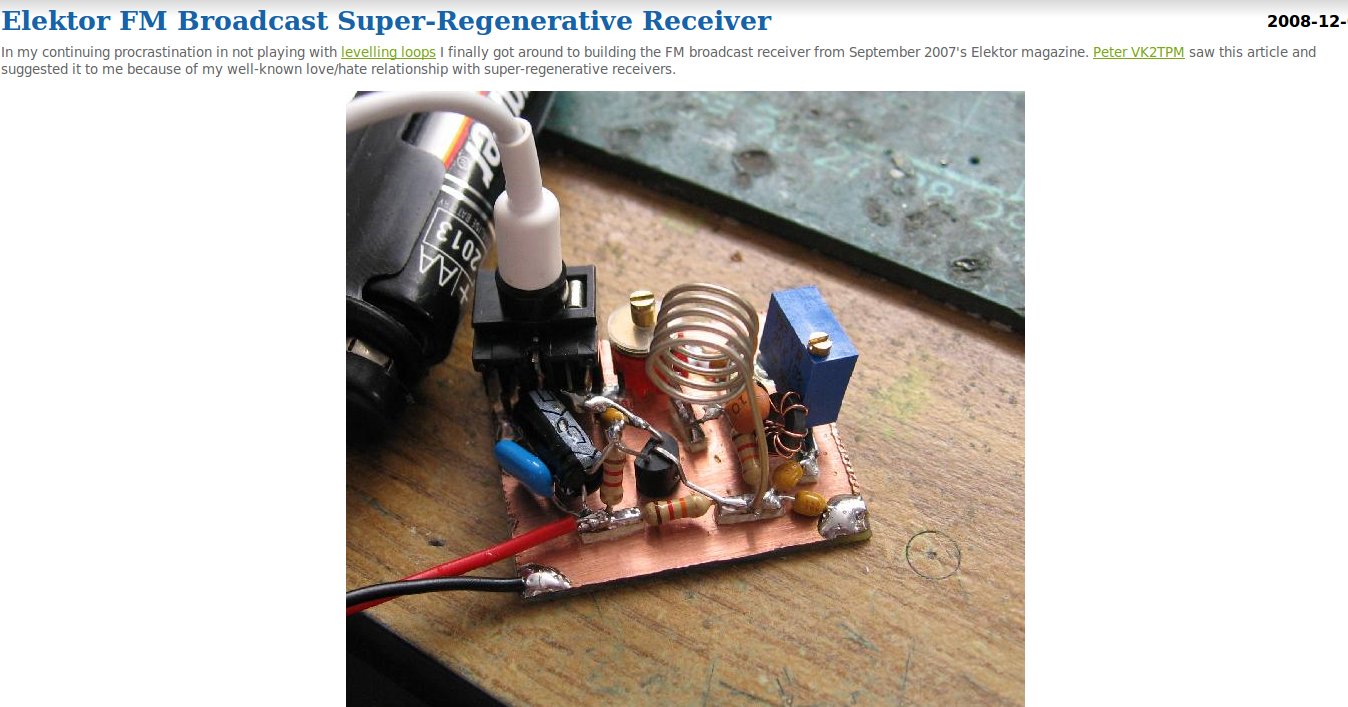 Elektor FM Broadcast Super-Regenerative Receiver
2008-12-
In my continuing procrastination in not playing with levelling loops I finally got around to building the FM broadcast receiver from September 2007's Elektor magazine. Peter VK2TPM saw this article and
suggested it to me because of my well-known love/hate relationship with super-regenerative receivers.
AA
2013
+
10